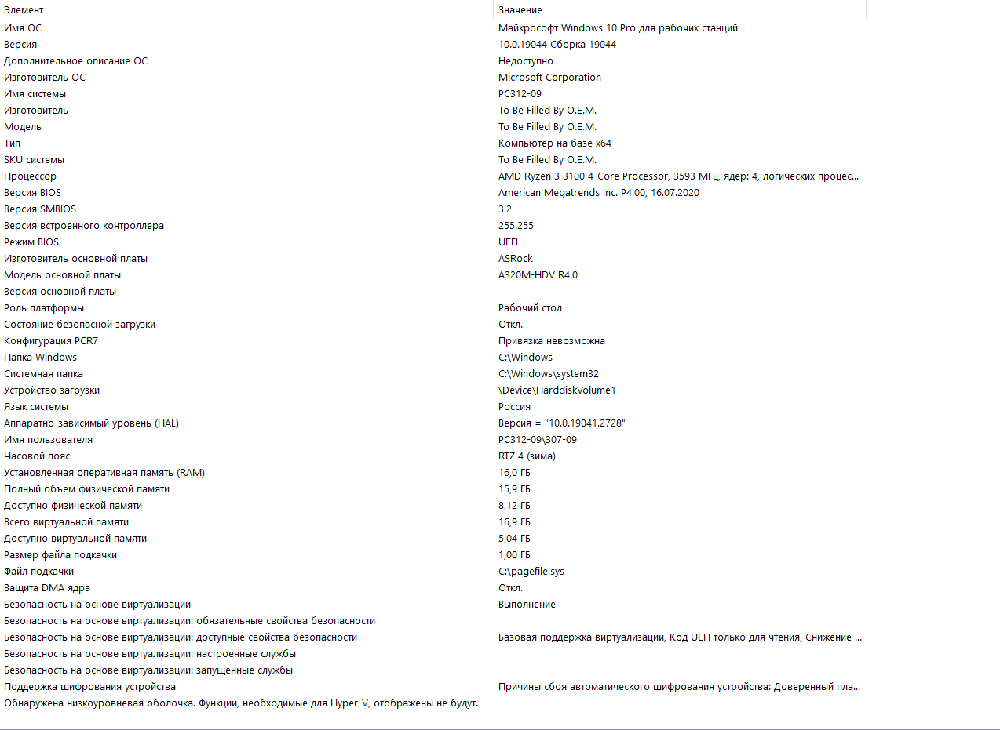 Элемент Значение
Имя ОС Майкрософт Windows 10 Pro для рабочих станций
Версия 10.0.19044 Сборка 19044
Дополнительное описание ОС Недоступно
Изготовитель ОС Microsoft Corporation
Имя системы PC312-09
Изготовитель To Be Filled By O.E.M.
Модель To Be Filled By O.E.M.
Тип Компьютер на базе x64
SKU системы To Be Filled By O.E.M.
Процессор AMD Ryzen 3 3100 4-Core Processor, 3593 МГц, ядер: 4, логических процес...
Версия BIOS American Megatrends Inc. P4.00, 16.07.2020
Версия SMBIOS 3.2
Версия встроенного контроллера 255.255
Режим BIOS UEFI
Изготовитель основной платы ASRock
Модель основной платы A320M-HDV R4.0
Версия основной платы
Роль платформы Рабочий стол
Состояние безопасной загрузки Откл.
Конфигурация PCR7 Привязка невозможна
Папка Windows C:\Windows
Системная папка C:\Windows\system32
Устройство загрузки \Device\HarddiskVolume1
Язык системы Россия
Аппаратно-зависимый уровень (HAL) Версия = "10.0.19041.2728"
Имя пользователя PC312-09\307-09
Часовой пояс RTZ 4 (зима)
Установленная оперативная память (RAM) 16,0 ГБ
Полный объем физической памяти 15,9 ГБ
Доступно физической памяти 8,12 ГБ
Всего виртуальной памяти 16,9 ГБ
Доступно виртуальной памяти 5,04 ГБ
Размер файла подкачки 1,00 ГБ
Файл подкачки C:\pagefile.sys
Защита DMA ядра Откл.
Безопасность на основе виртуализации Выполнение
Безопасность на основе виртуализации: обязательные свойства безопасности
Безопасность на основе виртуализации: доступные свойства безопасности Базовая поддержка виртуализации, Код UEFI только для чтения, Снижение ...
Безопасность на основе виртуализации: настроенные службы
Безопасность на основе виртуализации: запущенные службы
Поддержка шифрования устройства Причины сбоя автоматического шифрования устройства: Доверенный пла...
Обнаружена низкоуровневая оболочка. Функции, необходимые для Hyper-V, отображены не будут.